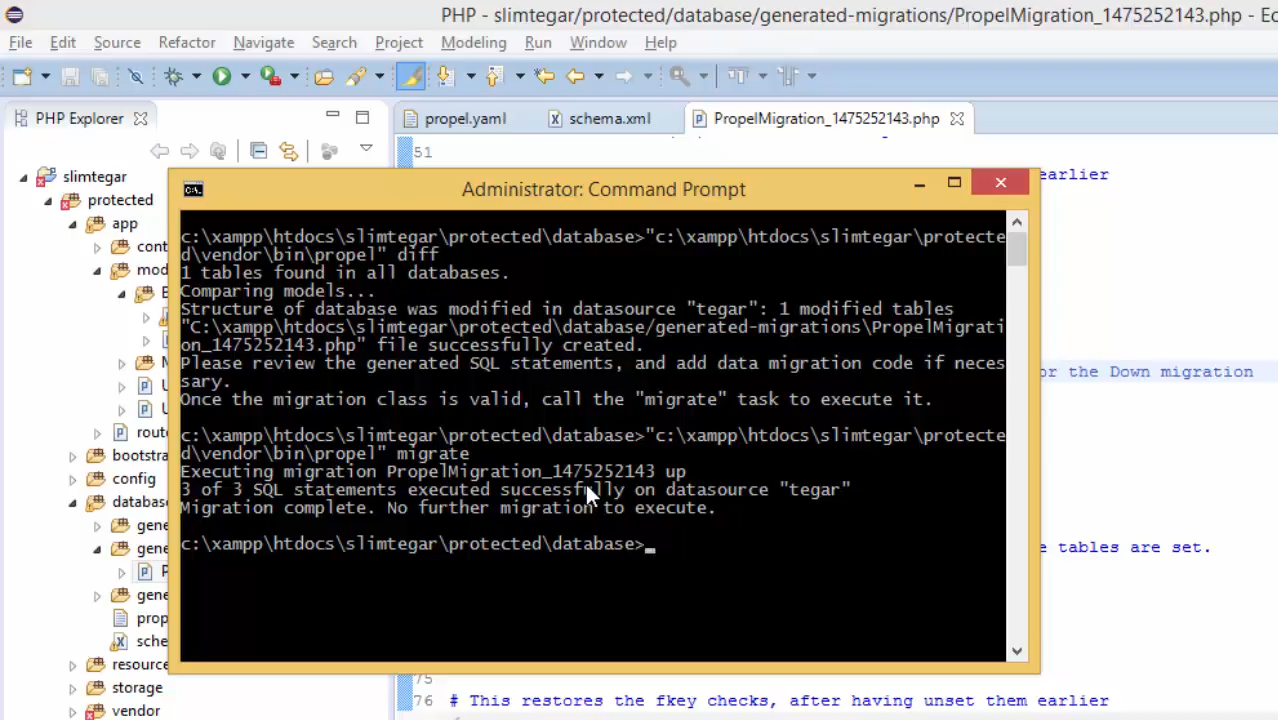 PHP - slimtegar/protected/database/generated-migrations/PropelMigration_1475252143.php - Ec
File Edit Source Refactor Navigate Search Project Modeling Run Window Help
PHP Explorer
propel.yaml
schema.xml
PropelMigration_1475252143.php
51
earlier
slimtegar
protected
app
cont
mod
E
M
U
U
rout
bootstra
config
databas
gene
gene
P
gene
prop
sche
resource
storage
vendor
Administrator: Command Prompt
c:\xampp\htdocs\slimtegar\protected\database>"c:\xampp\htdocs\slimtegar\protecte
d\vendor\bin\propel" diff
1 tables found in all databases.
Comparing models...
Structure of database was modified in datasource "tegar": 1 modified tables
"C:\xampp\htdocs\slimtegar\protected\database/generated-migrations\PropelMigrati
on_1475252143.php" file successfully created.
Please review the generated SQL statements, and add data migration code if neces
sary.
Once the migration class is valid, call the "migrate" task to execute it.
c:\xampp\htdocs\slimtegar\protected\database>"c:\xampp\htdocs\slimtegar\protecte
d\vendor\bin\propel" migrate
Executing migration PropelMigration_1475252143 up
3 of 3 SQL statements executed successfully on datasource "tegar"
Migration complete. No further migration to execute.
c:\xampp\htdocs\slimtegar\protected\database>
or the Down migration
e tables are set.
75
76 # This restores the fkey checks, after having unset them earlier